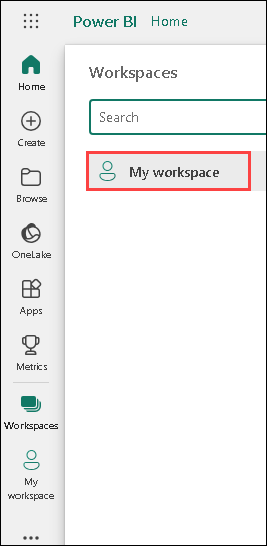 Power BI Home
Workspaces
Search
My workspace
Home
Create
Browse
OneLake
Apps
Metrics
Workspaces
My
workspace